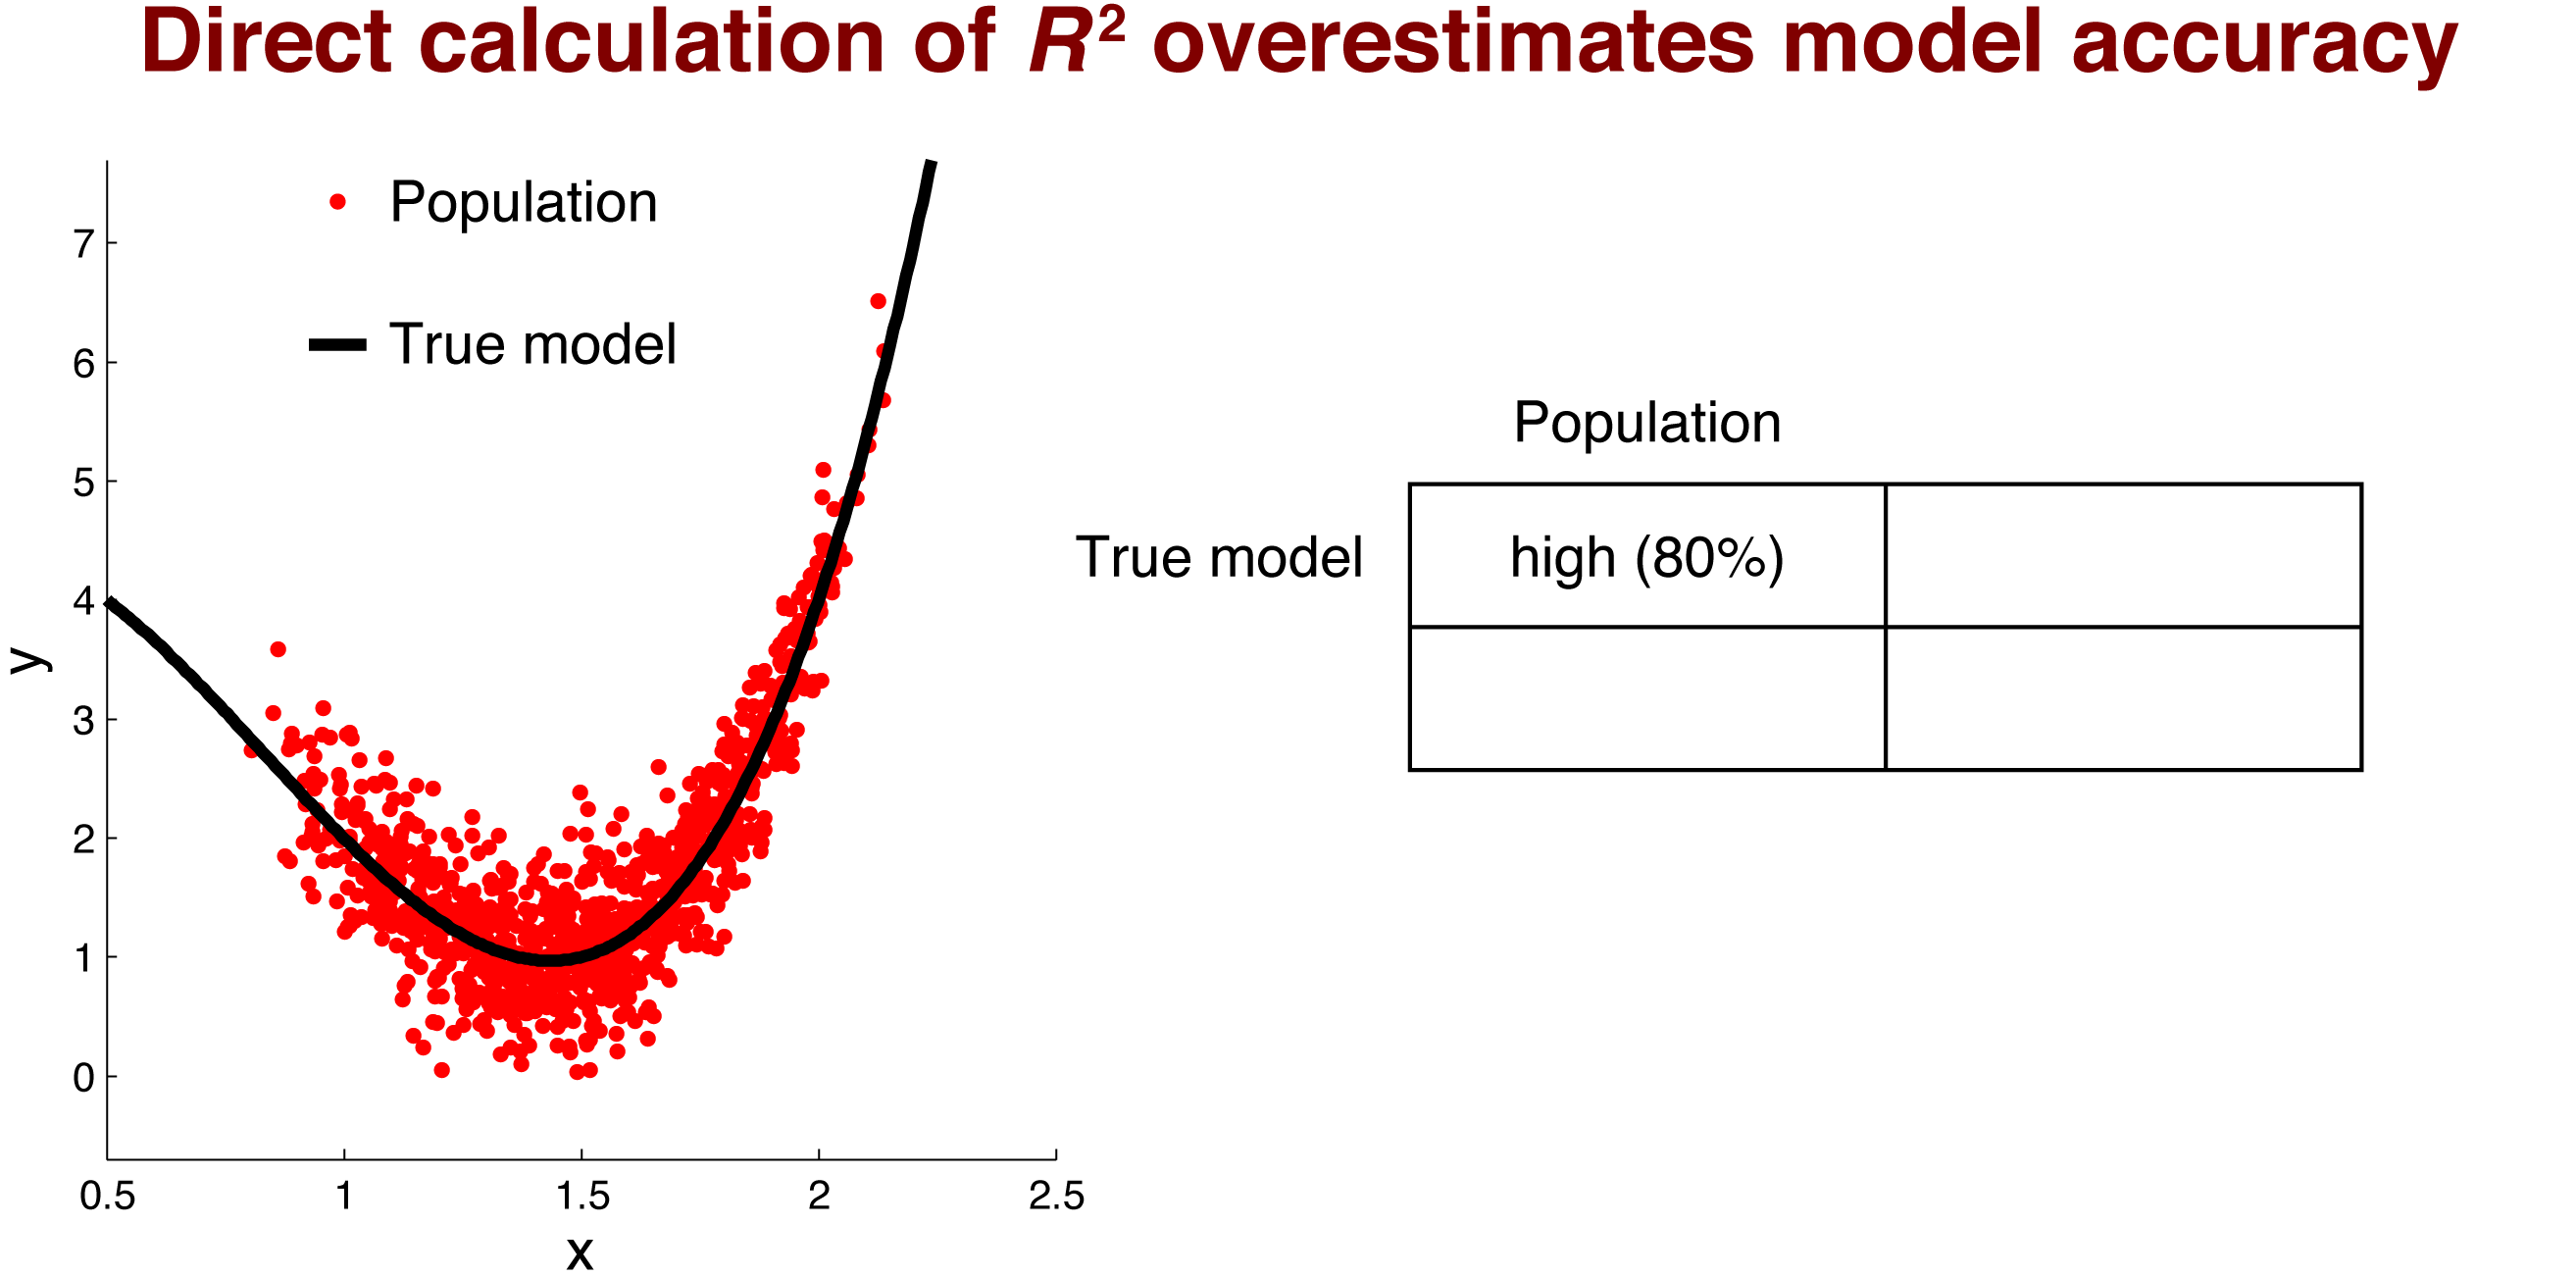 Direct calculation of R² overestimates model accuracy
Population
True model
7
6
5
4
3
2
1
0
y
0.5 1 1.5 2 2.5
x
Population
True model high (80%)